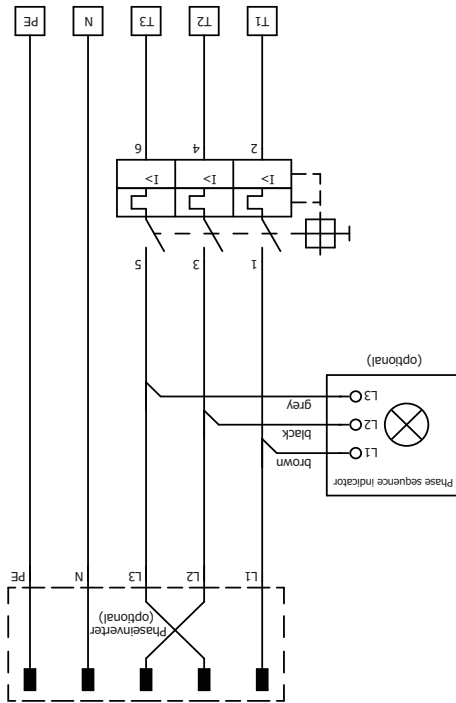 Phaseinverter
(optional)
L1 L2 L3 N PE
Phase sequence indicator
L1 brown
L2 black
L3 grey
(optional)
1 3 5
I> I> I>
2 4 6
T1 T2 T3 N PE